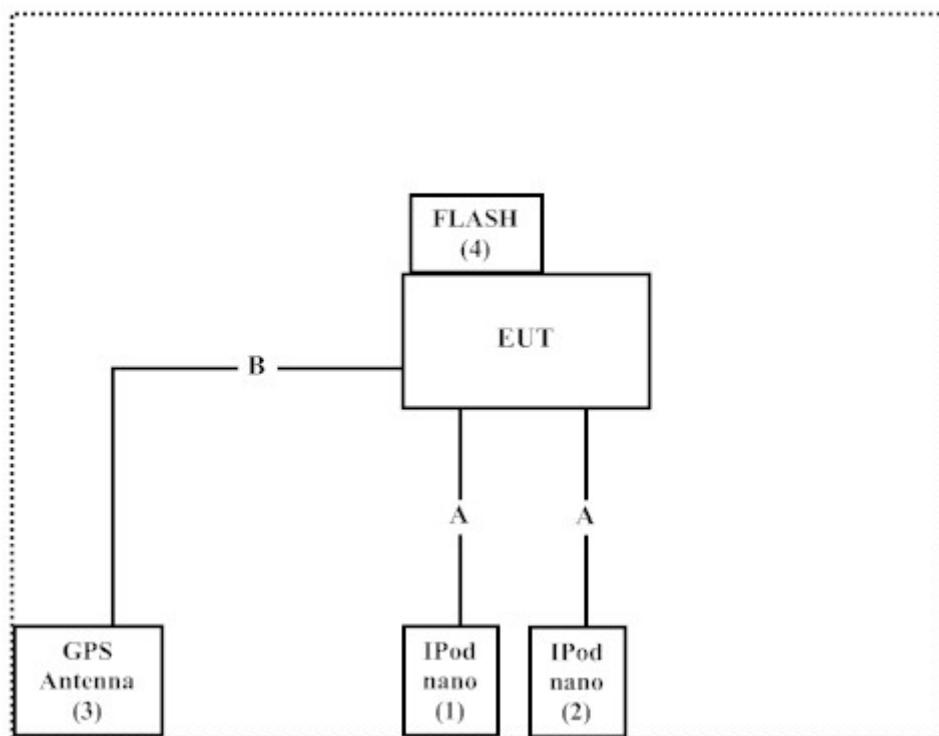 FLASH
(4)
EUT
B
A
A
GPS
Antenna
(3)
IPod
nano
(1)
IPod
nano
(2)